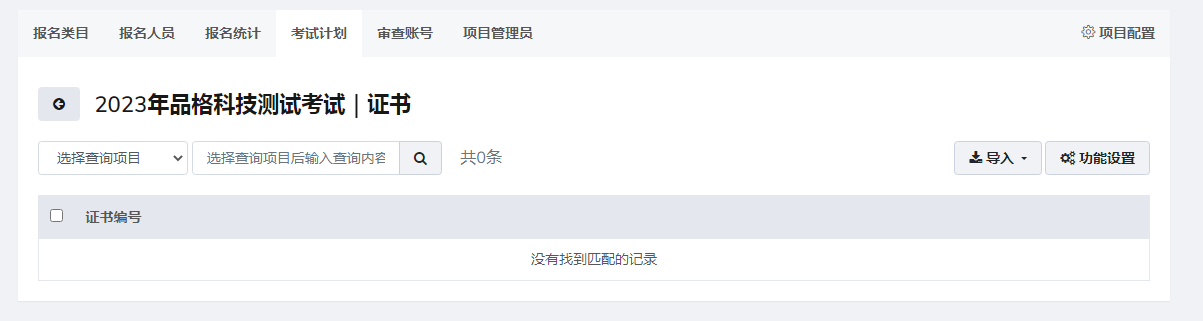 报名类目 报名人员 报名统计 考试计划 审查账号 项目管理员 项目配置
2023年品格科技测试考试 | 证书
选择查询项目 选择查询项目后输入查询内容 共0条 导入 功能设置
证书编号
没有找到匹配的记录